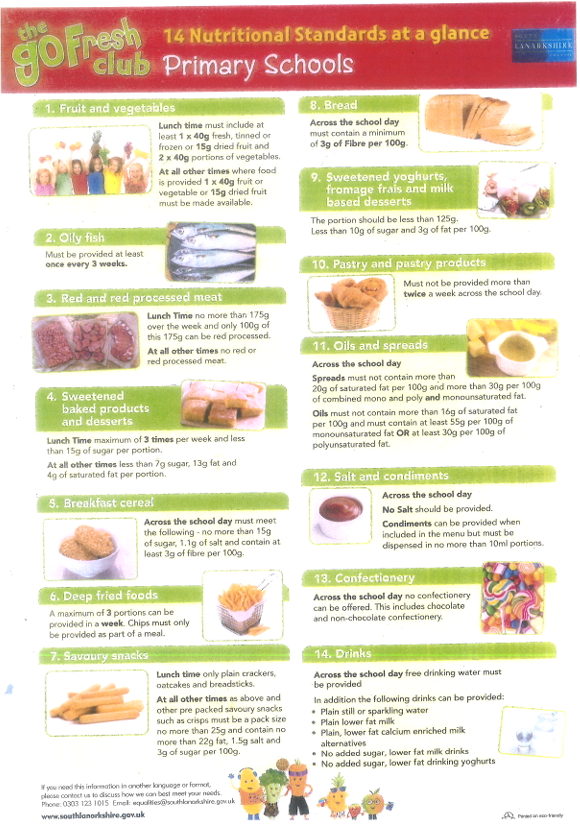 the
go Fresh
club
14 Nutritional Standards at a glance
Primary Schools
LANARKSHIRE
1. Fruit and vegetables
Lunch time must include at
least 1 x 40g fresh, tinned or
frozen or 15g dried fruit and
2 x 40g portions of vegetables.
At all other times where food
is provided 1 x 40g fruit or
vegetable or 15g dried fruit
must be made available.
2. Oily fish
Must be provided at least
once every 3 weeks.
3. Red and red processed meat
Lunch Time no more than 175g
over the week and only 100g of
this 175g can be red processed.
At all other times no red or
red processed meat.
4. Sweetened
baked products
and desserts
Lunch Time maximum of 3 times per week and less
than 15g of sugar per portion.
At all other times less than 7g sugar, 13g fat and
4g of saturated fat per portion.
5. Breakfast cereal
Across the school day must meet
the following - no more than 15g
of sugar, 1.1g of salt and contain at
least 3g of fibre per 100g.
6. Deep fried foods
A maximum of 3 portions can be
provided in a week. Chips must only
be provided as part of a meal.
7. Savoury snacks
Lunch time only plain crackers,
oatcakes and breadsticks.
At all other times as above and
other pre packed savoury snacks
such as crisps must be a pack size
no more than 25g and contain no
more than 22g fat, 1.5g salt and
3g of sugar per 100g.
8. Bread
Across the school day
must contain a minimum
of 3g of Fibre per 100g.
9. Sweetened yoghurts,
fromage frais and milk
based desserts
The portion should be less than 125g.
Less than 10g of sugar and 3g of fat per 100g.
10. Pastry and pastry products
Must not be provided more than
twice a week across the school day.
11. Oils and spreads
Across the school day
Spreads must not contain more than
20g of saturated fat per 100g and more than 30g per 100g
of combined mono and poly and monounsaturated fat.
Oils must not contain more than 16g of saturated fat
per 100g and must contain at least 55g per 100g of
monounsaturated fat OR at least 30g per 100g of
polyunsaturated fat.
12. Salt and condiments
Across the school day
No Salt should be provided.
Condiments can be provided when
included in the menu but must be
dispensed in no more than 10ml portions.
13. Confectionery
Across the school day no confectionery
can be offered. This includes chocolate
and non-chocolate confectionery.
14. Drinks
Across the school day free drinking water must
be provided
In addition the following drinks can be provided:
• Plain still or sparkling water
• Plain lower fat milk
• Plain, lower fat calcium enriched milk
alternatives
• No added sugar, lower fat milk drinks
• No added sugar, lower fat drinking yoghurts
If you need this information in another language or format,
please contact us to discuss how we can best meet your needs.
Phone: 0303 123 1015 Email: equalities@southlanarkshire.gov.uk
www.southlanarkshire.gov.uk
Printed on eco-friendly